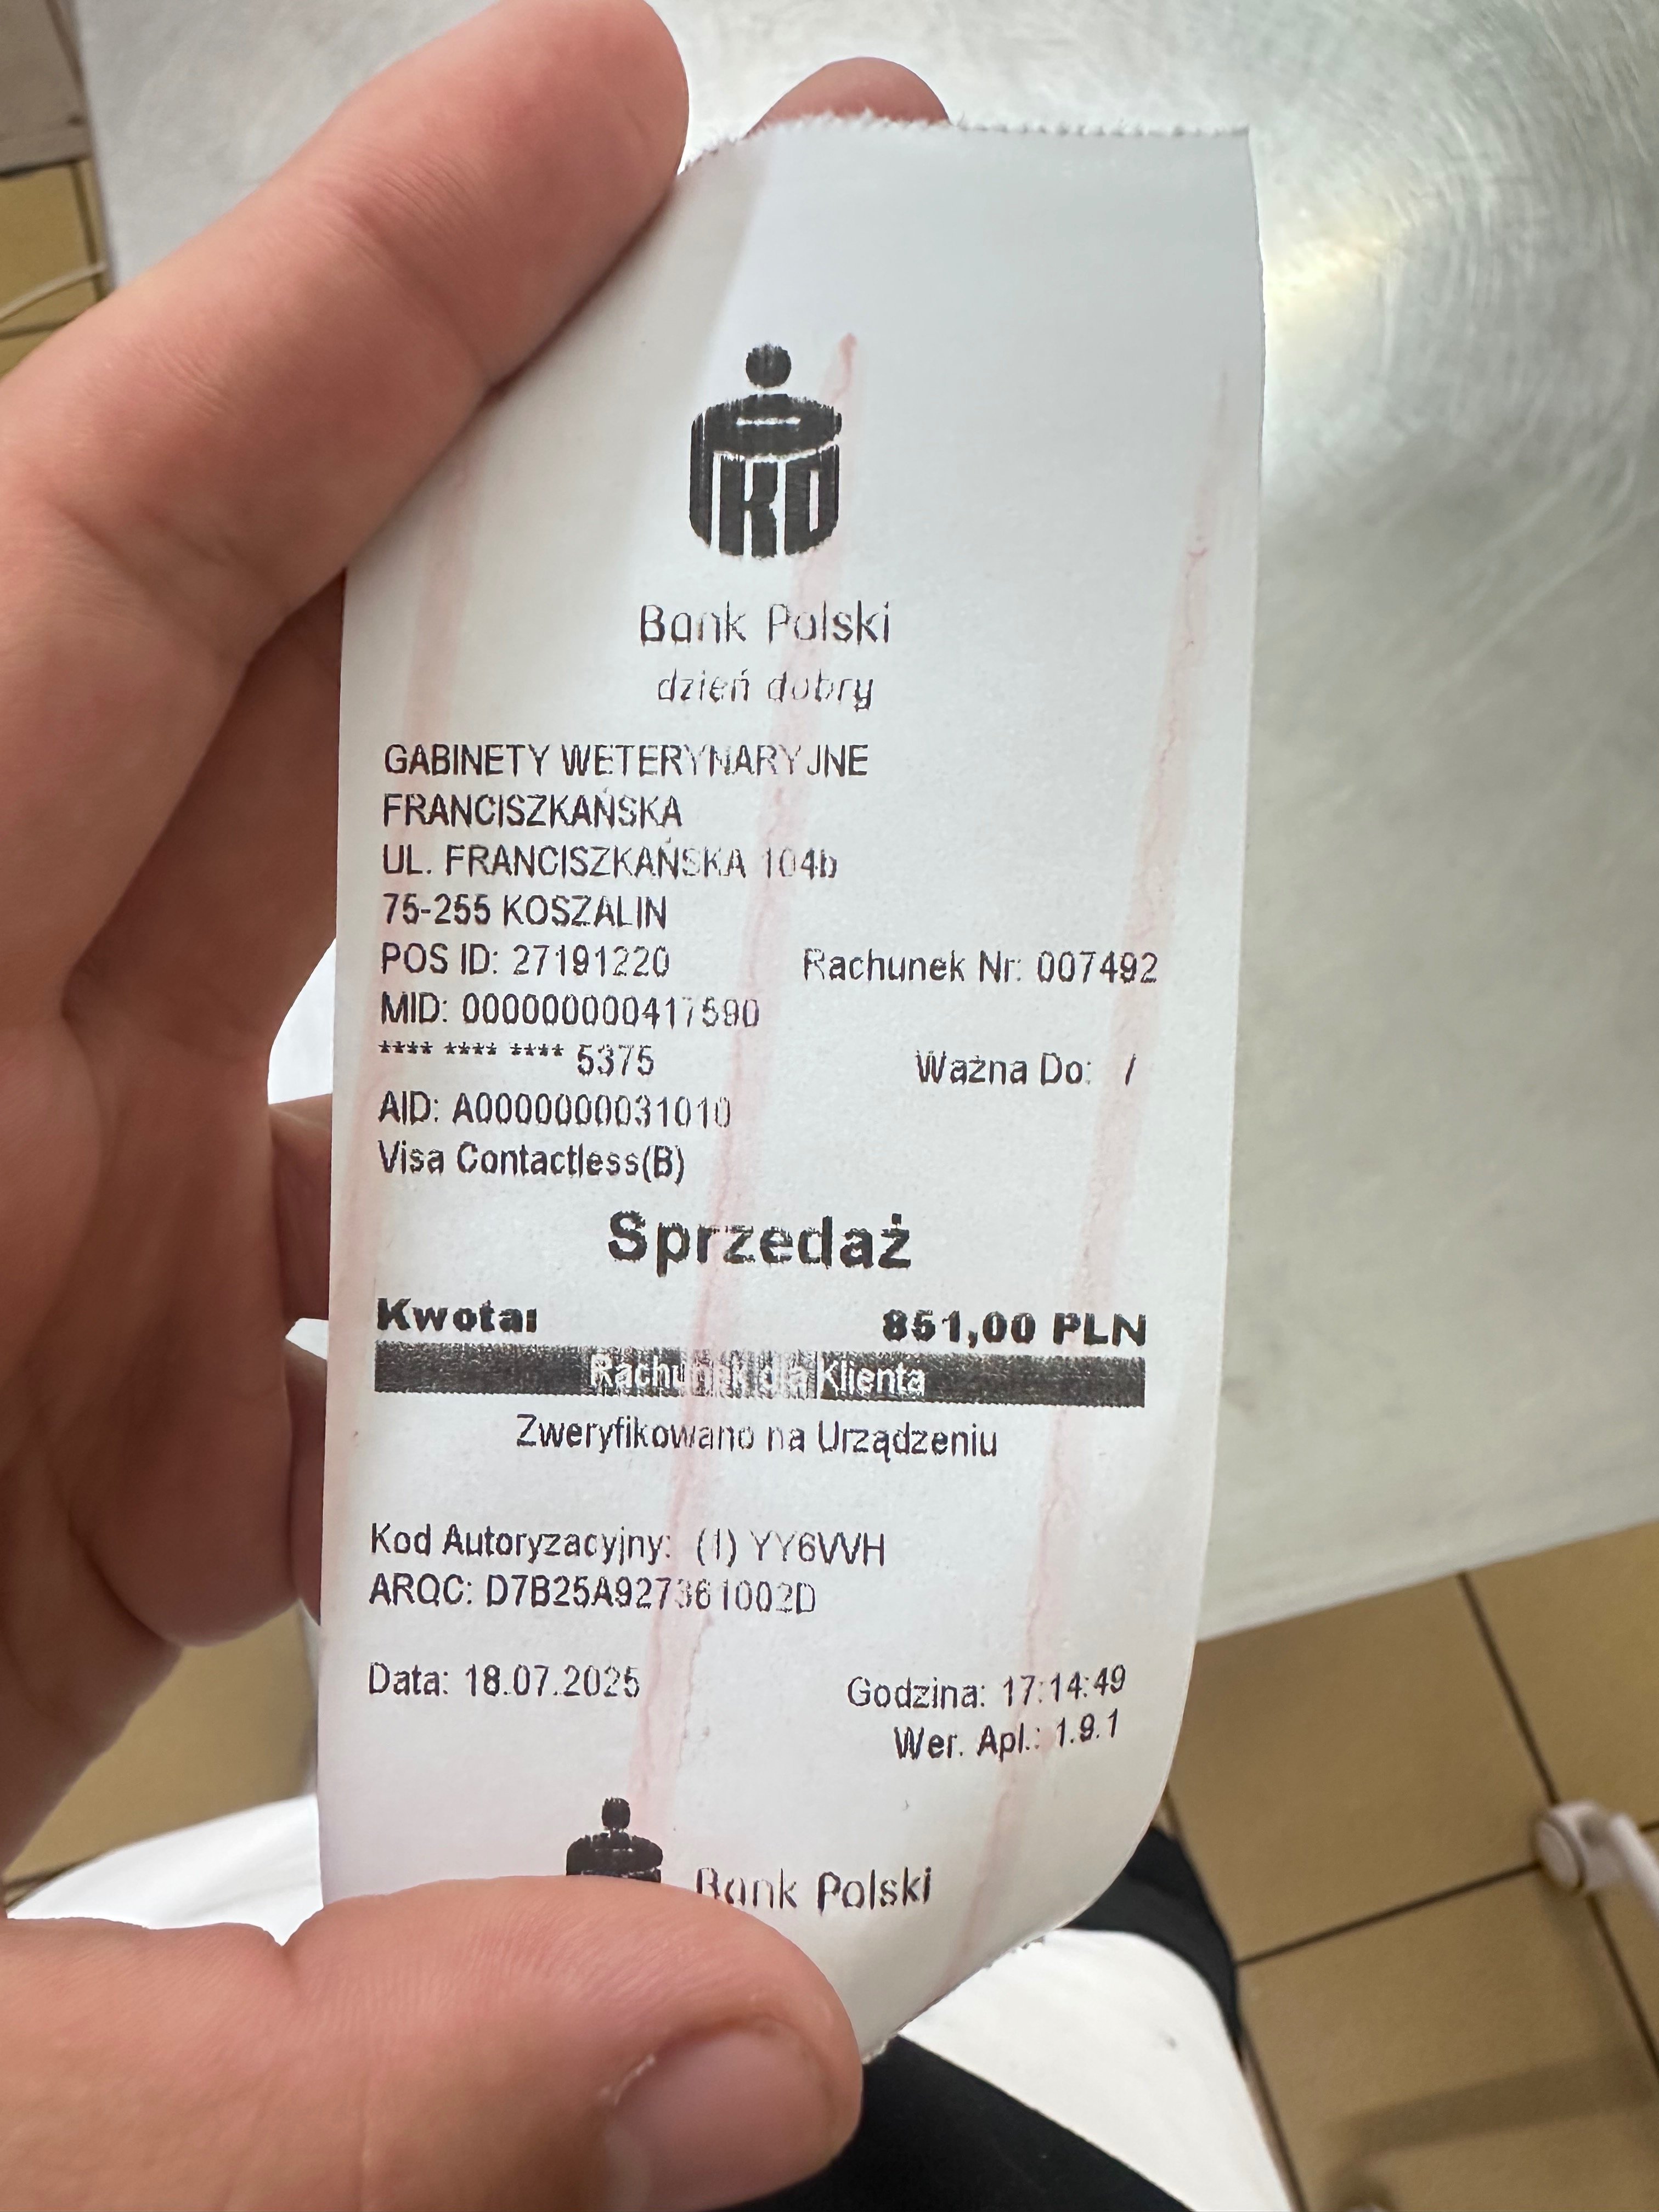 PKO
Bank Polski
dzień dobry
GABINETY WETERYNARYJNE
FRANCISZKAŃSKA
UL. FRANCISZKAŃSKA 104b
75-255 KOSZALIN
POS ID: 27191220 Rachunek Nr: 007492
MID: 000000000417590
**** **** **** 5375 Ważna Do: /
AID: A0000000031010
Visa Contactless(B)
Sprzedaż
Kwota: 851,00 PLN
Rachunek dla Klienta
Zweryfikowano na Urządzeniu
Kod Autoryzacyjny: (1) YY6VVH
ARQC: D7B25A927361002D
Data: 18.07.2025 Godzina: 17:14:49
Wer. Apl.: 1.9.1
Bank Polski